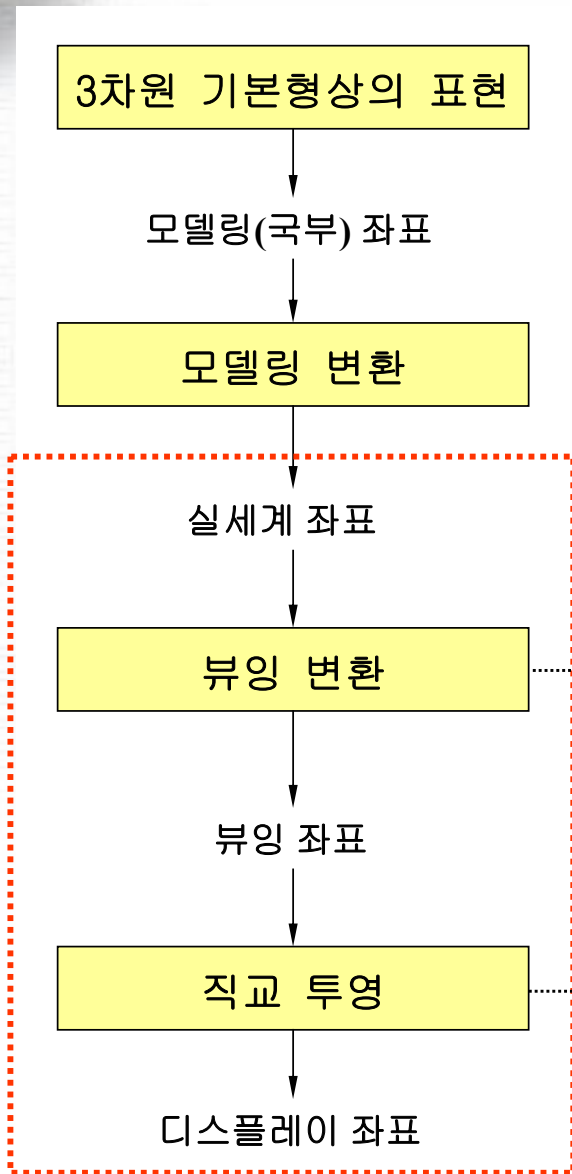 3차원 기본형상의 표현
모델링(국부) 좌표
모델링 변환
실세계 좌표
뷰잉 변환
뷰잉 좌표
직교 투영
디스플레이 좌표